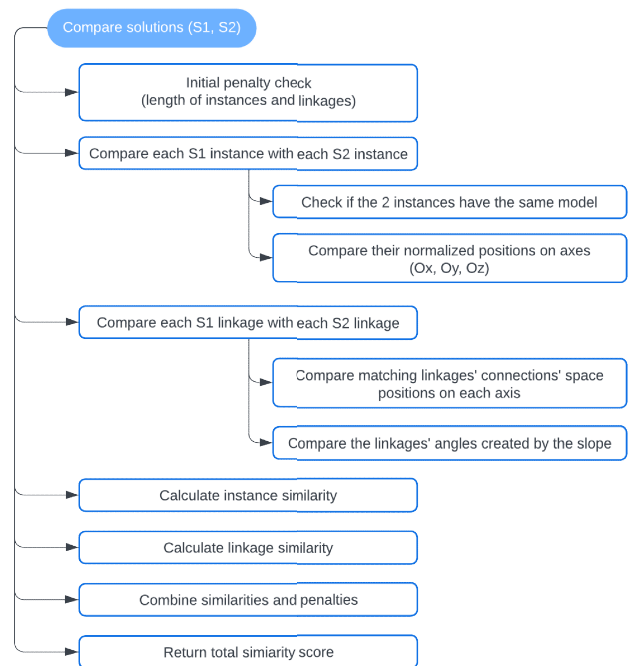 Compare solutions (S1, S2)
Initial penalty check
(length of instances and linkages)
Compare each S1 instance with each S2 instance
Check if the 2 instances have the same model
Compare their normalized positions on axes
(Ox, Oy, Oz)
Compare each S1 linkage with each S2 linkage
Compare matching linkages' connections' space
positions on each axis
Compare the linkages' angles created by the slope
Calculate instance similarity
Calculate linkage similarity
Combine similarities and penalties
Return total simiarity score